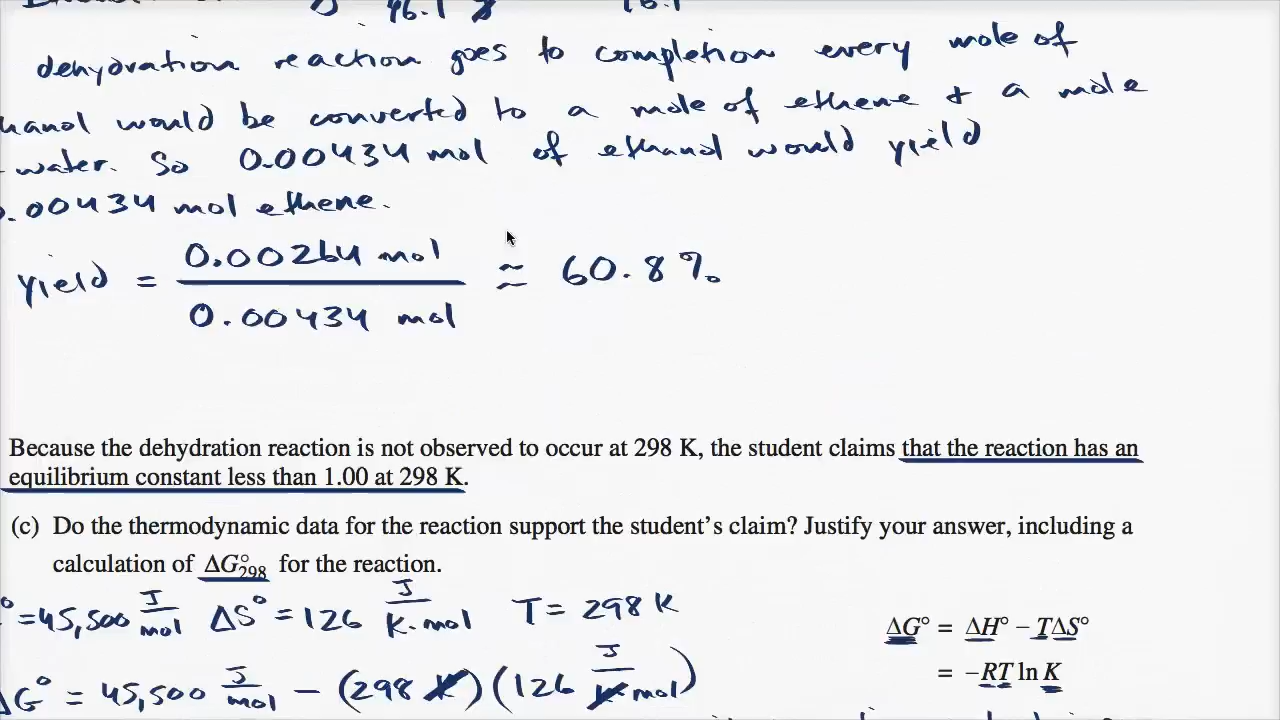 46.1 g
dehydration reaction goes to completion every mole of
hanol would be converted to a mole of ethene & a mole
water. So 0.00434 mol of ethanol would yield
0.00434 mol ethene.
yield = 0.00264 mol / 0.00434 mol ≈ 60.8 %
Because the dehydration reaction is not observed to occur at 298 K, the student claims that the reaction has an
equilibrium constant less than 1.00 at 298 K.
(c) Do the thermodynamic data for the reaction support the student's claim? Justify your answer, including a
calculation of ΔG°298 for the reaction.
° = 45,500 J/mol ΔS° = 126 J/K·mol T = 298 K
ΔG° = ΔH° − TΔS°
= −RT ln K
ΔG° = 45,500 J/mol − (298 K)(126 J/K mol)